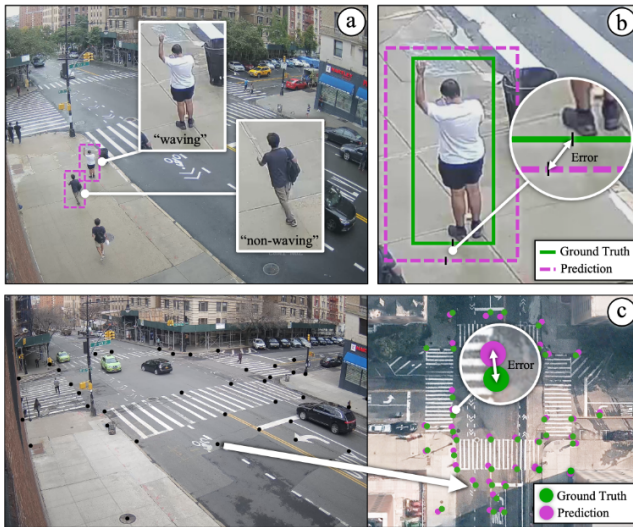 a
"waving"
"non-waving"
b
Error
Ground Truth
Prediction
c
Error
Ground Truth
Prediction